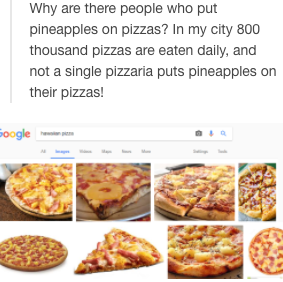 Why are there people who put
pineapples on pizzas? In my city 800
thousand pizzas are eaten daily, and
not a single pizzaria puts pineapples on
their pizzas!
Google
hawaiian pizza
All Images Videos Maps News More Settings Tools